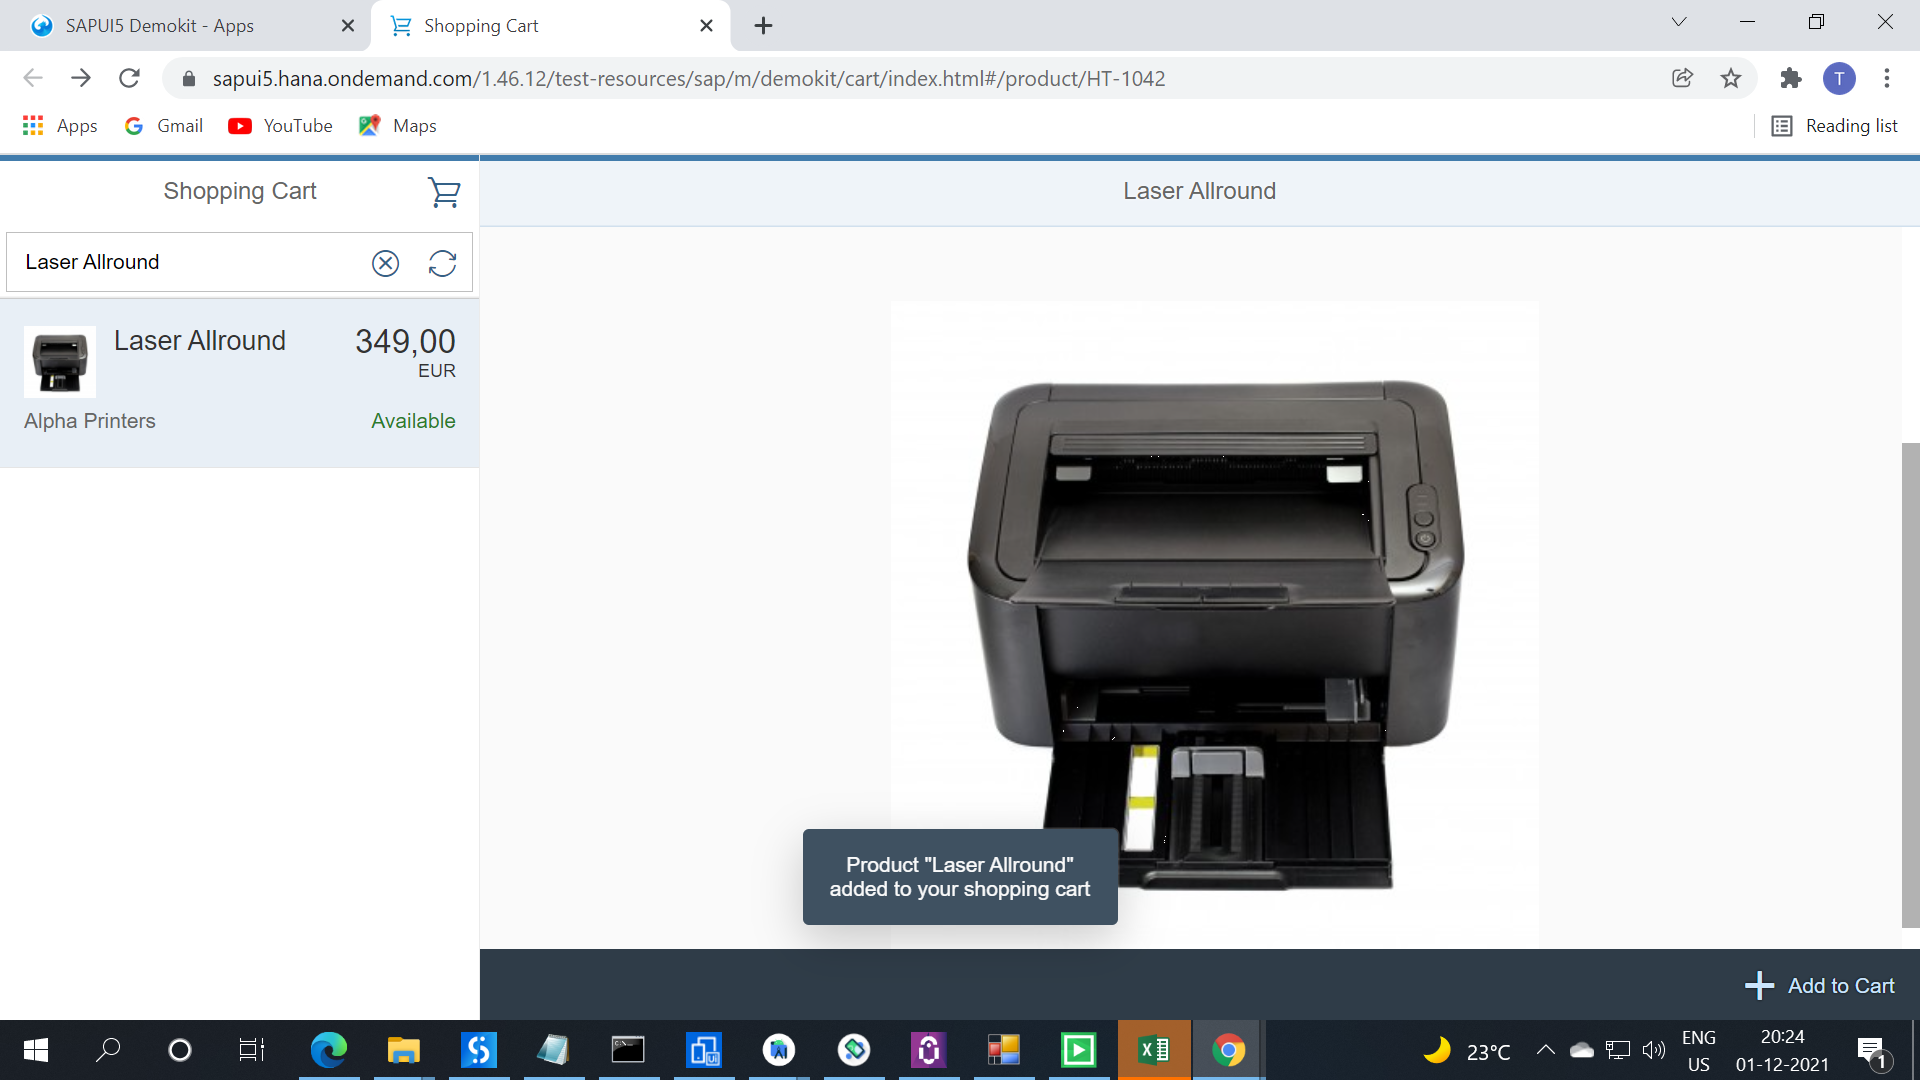 SAPUI5 Demokit - Apps
Shopping Cart
sapui5.hana.ondemand.com/1.46.12/test-resources/sap/m/demokit/cart/index.html#/product/HT-1042
T
Apps
Gmail
YouTube
Maps
Reading list
Shopping Cart
Laser Allround
Laser Allround
Laser Allround
349,00
EUR
Alpha Printers
Available
Product "Laser Allround"
added to your shopping cart
Add to Cart
23°C
ENG
US
20:24
01-12-2021
1